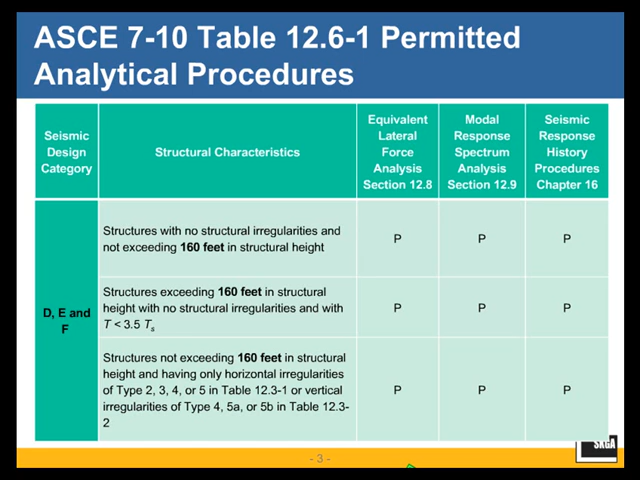 ASCE 7-10 Table 12.6-1 Permitted
Analytical Procedures
Seismic
Design
Category
Structural Characteristics
Equivalent
Lateral
Force
Analysis
Section 12.8
Modal
Response
Spectrum
Analysis
Section 12.9
Seismic
Response
History
Procedures
Chapter 16
D, E and
F
Structures with no structural irregularities and
not exceeding 160 feet in structural height
P
P
P
Structures exceeding 160 feet in structural
height with no structural irregularities and with
T < 3.5 Ts
P
P
P
Structures not exceeding 160 feet in structural
height and having only horizontal irregularities
of Type 2, 3, 4, or 5 in Table 12.3-1 or vertical
irregularities of Type 4, 5a, or 5b in Table 12.3-
2
P
P
P
- 3 -
SKGA